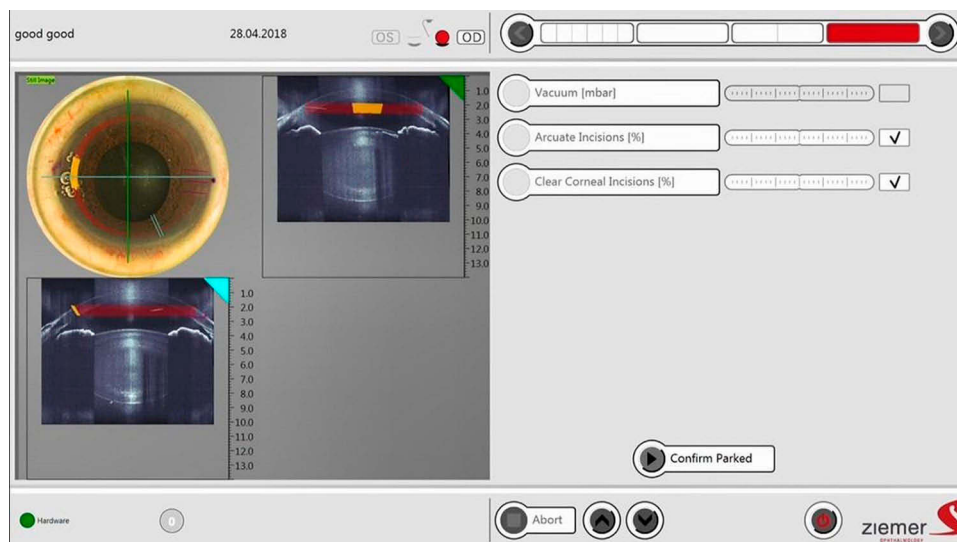 good good
28.04.2018
OS
OD
Still Image
1.0
2.0
3.0
4.0
5.0
6.0
7.0
8.0
9.0
10.0
11.0
12.0
13.0
Vacuum [mbar]
Arcuate Incisions [%]
Clear Corneal Incisions [%]
1.0
2.0
3.0
4.0
5.0
6.0
7.0
8.0
9.0
10.0
11.0
12.0
13.0
Confirm Parked
Hardware
0
Abort
ziemer
OPHTHALMOLOGY